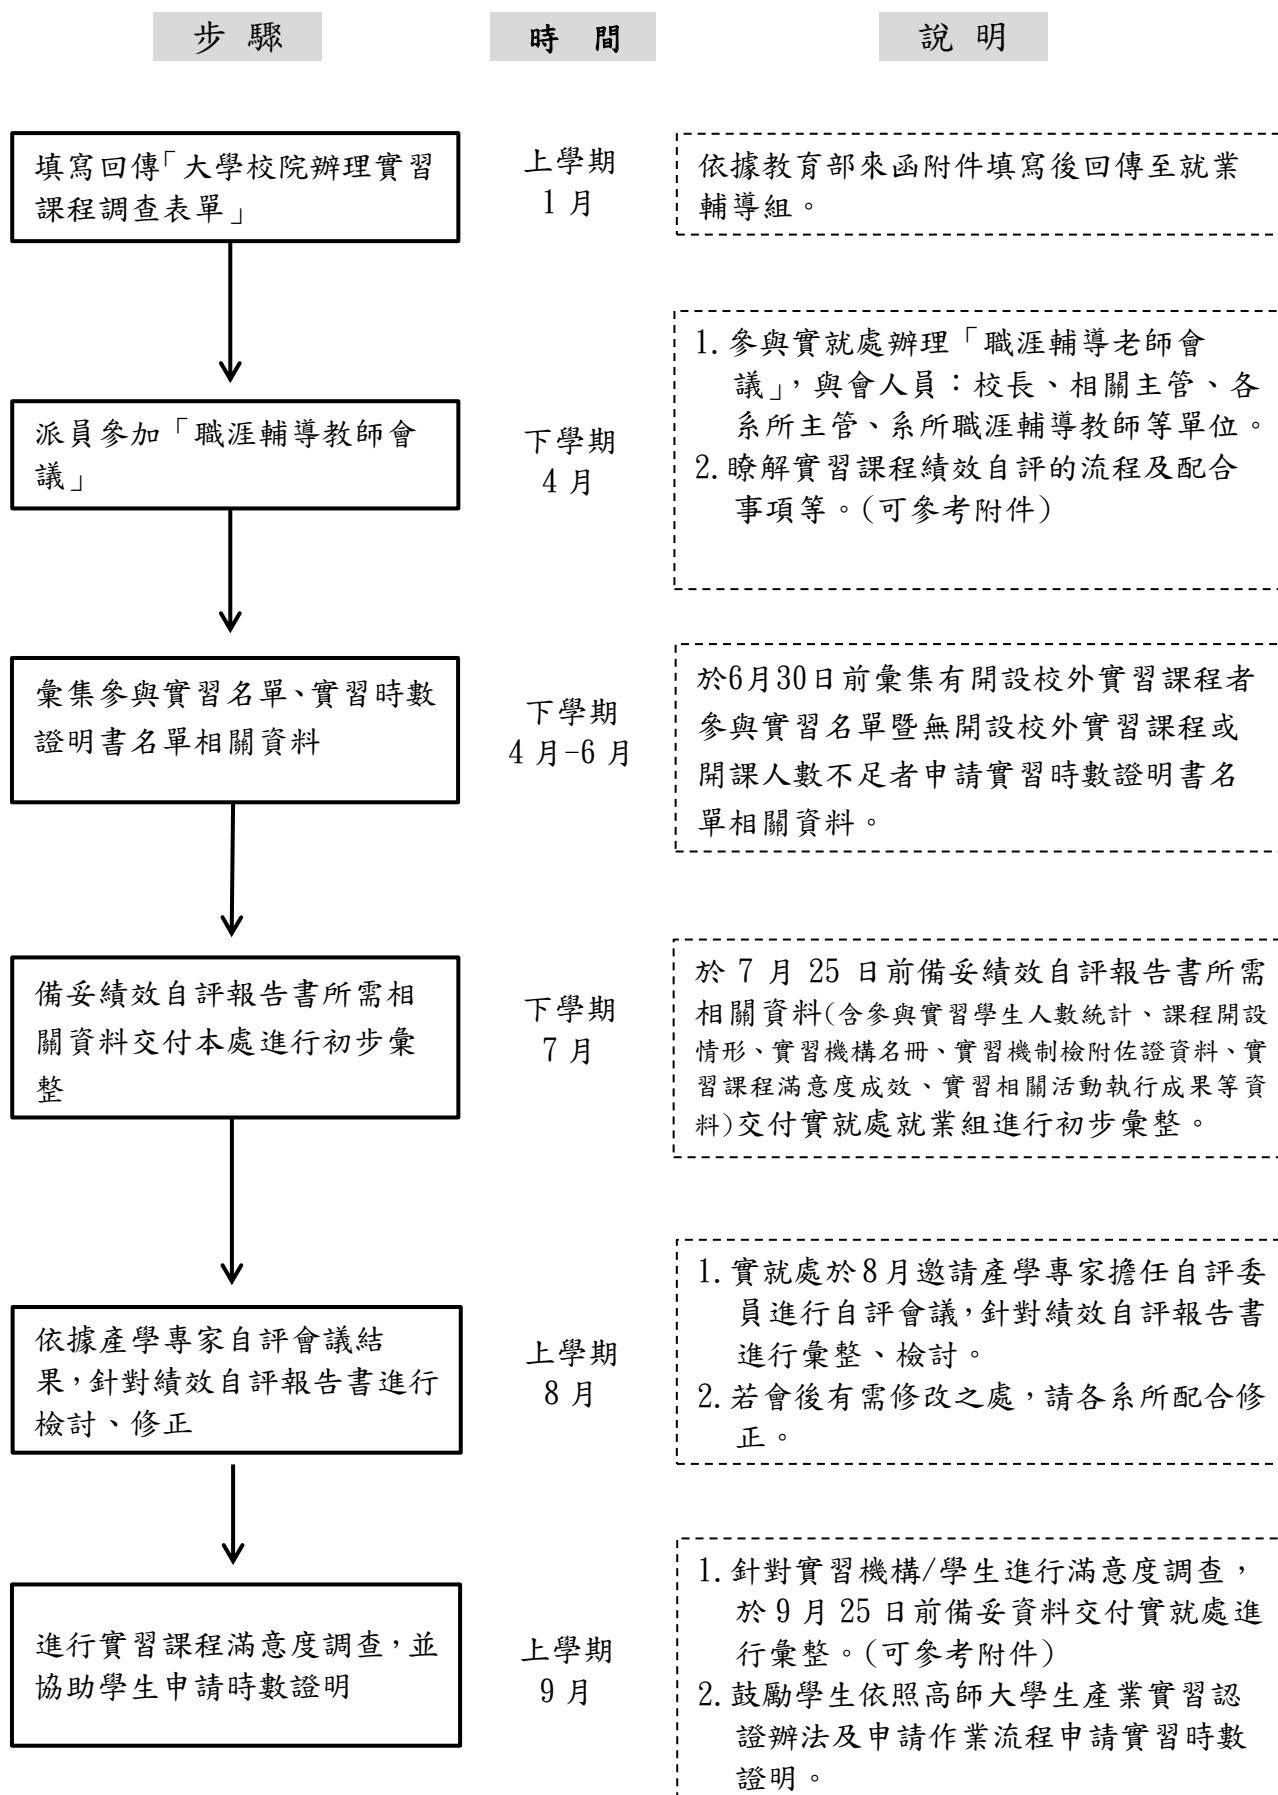 步 驟
時 間
說 明
填寫回傳「大學校院辦理實習
課程調查表單」
上學期
1 月
依據教育部來函附件填寫後回傳至就業
輔導組。
派員參加「職涯輔導教師會
議」
下學期
4 月
1. 參與實就處辦理「職涯輔導老師會
議」，與會人員：校長、相關主管、各
系所主管、系所職涯輔導教師等單位。
2. 瞭解實習課程績效自評的流程及配合
事項等。(可參考附件)
彙集參與實習名單、實習時數
證明書名單相關資料
下學期
4 月-6 月
於6月30日前彙集有開設校外實習課程者
參與實習名單暨無開設校外實習課程或
開課人數不足者申請實習時數證明書名
單相關資料。
備妥績效自評報告書所需相
關資料交付本處進行初步彙
整
下學期
7 月
於 7 月 25 日前備妥績效自評報告書所需
相關資料(含參與實習學生人數統計、課程開設
情形、實習機構名冊、實習機制檢附佐證資料、實
習課程滿意度成效、實習相關活動執行成果等資
料)交付實就處就業組進行初步彙整。
依據產學專家自評會議結
果，針對績效自評報告書進行
檢討、修正
上學期
8 月
1. 實就處於8月邀請產學專家擔任自評委
員進行自評會議，針對績效自評報告書
進行彙整、檢討。
2. 若會後有需修改之處，請各系所配合修
正。
進行實習課程滿意度調查，並
協助學生申請時數證明
上學期
9 月
1. 針對實習機構/學生進行滿意度調查，
於 9 月 25 日前備妥資料交付實就處進
行彙整。(可參考附件)
2. 鼓勵學生依照高師大學生產業實習認
證辦法及申請作業流程申請實習時數
證明。